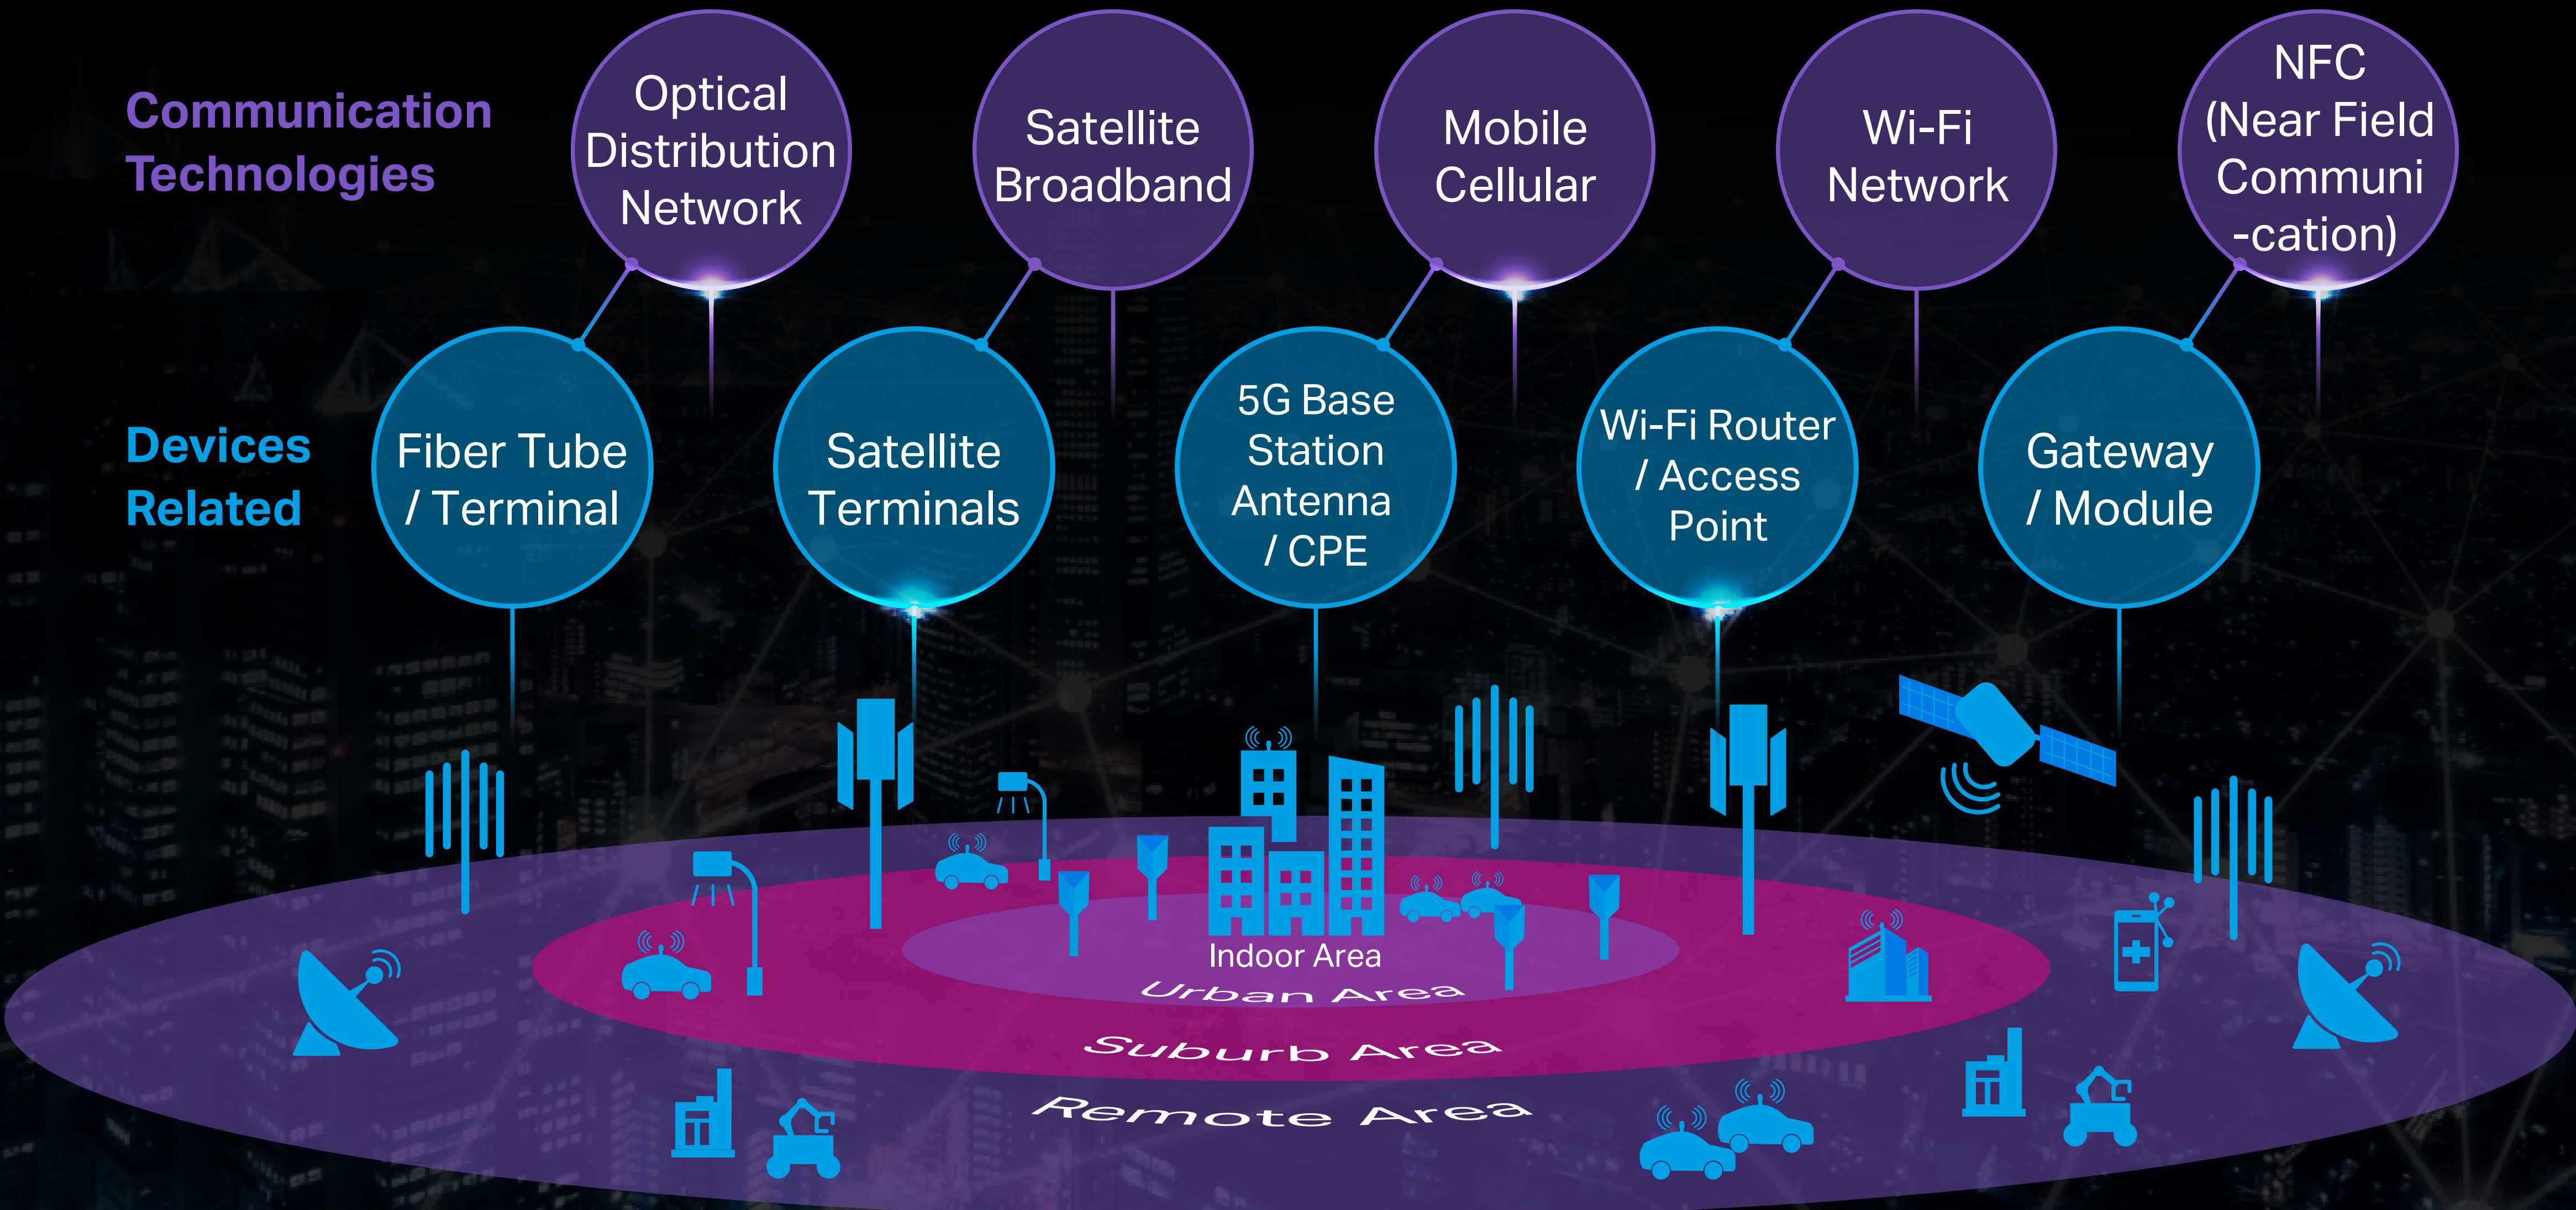 Communication
Technologies
Optical
Distribution
Network
Satellite
Broadband
Mobile
Cellular
Wi-Fi
Network
NFC
(Near Field
Communi
-cation)
Devices
Related
Fiber Tube
/ Terminal
Satellite
Terminals
5G Base
Station
Antenna
/ CPE
Wi-Fi Router
/ Access
Point
Gateway
/ Module
Indoor Area
Urban Area
Suburb Area
Remote Area